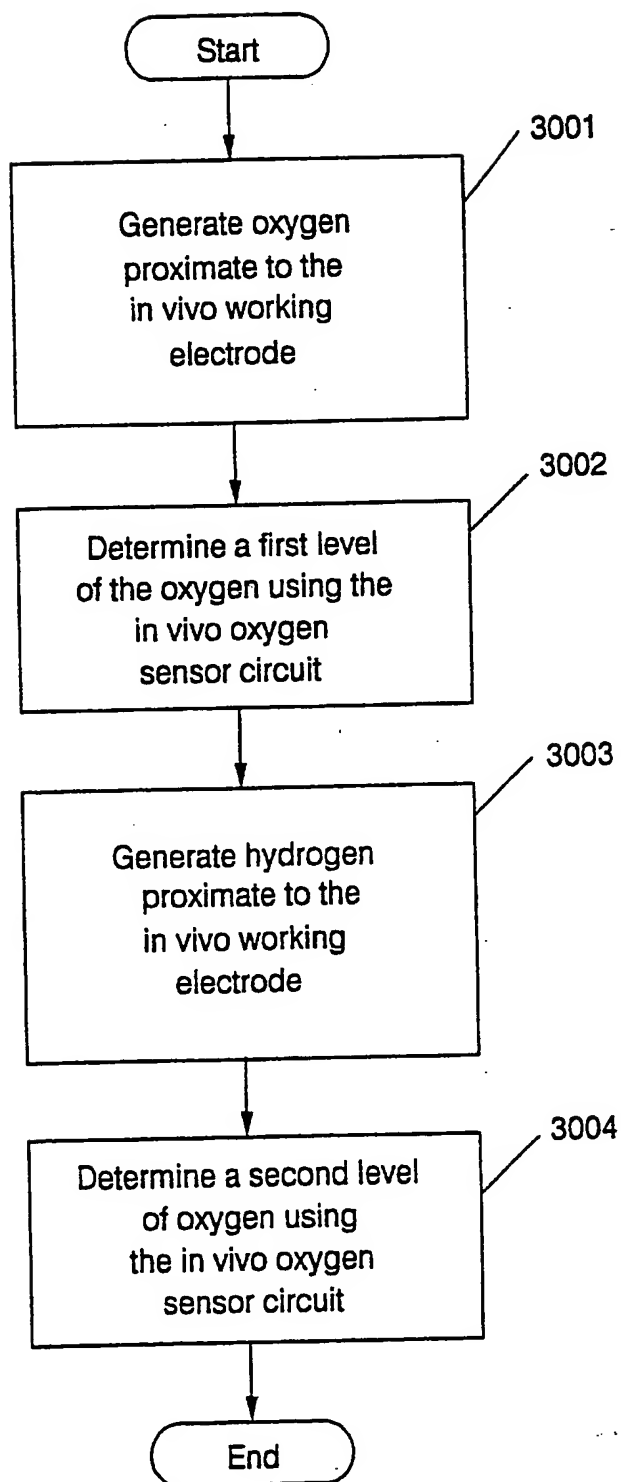 Start
3001
Generate oxygen
proximate to the
in vivo working
electrode
3002
Determine a first level
of the oxygen using the
in vivo oxygen
sensor circuit
3003
Generate hydrogen
proximate to the
in vivo working
electrode
3004
Determine a second level
of oxygen using
the in vivo oxygen
sensor circuit
End